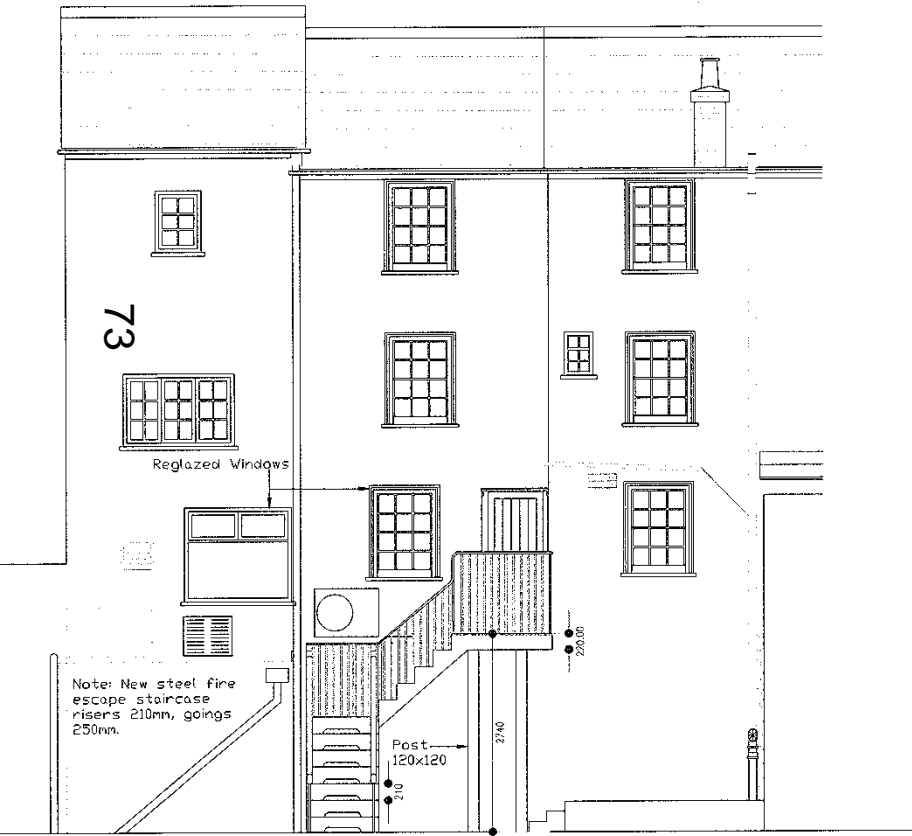 73
Reglazed Windows
220.00
Note: New steel fire
escape staircase
risers 210mm, goings
250mm.
2740
Post
120x120
210